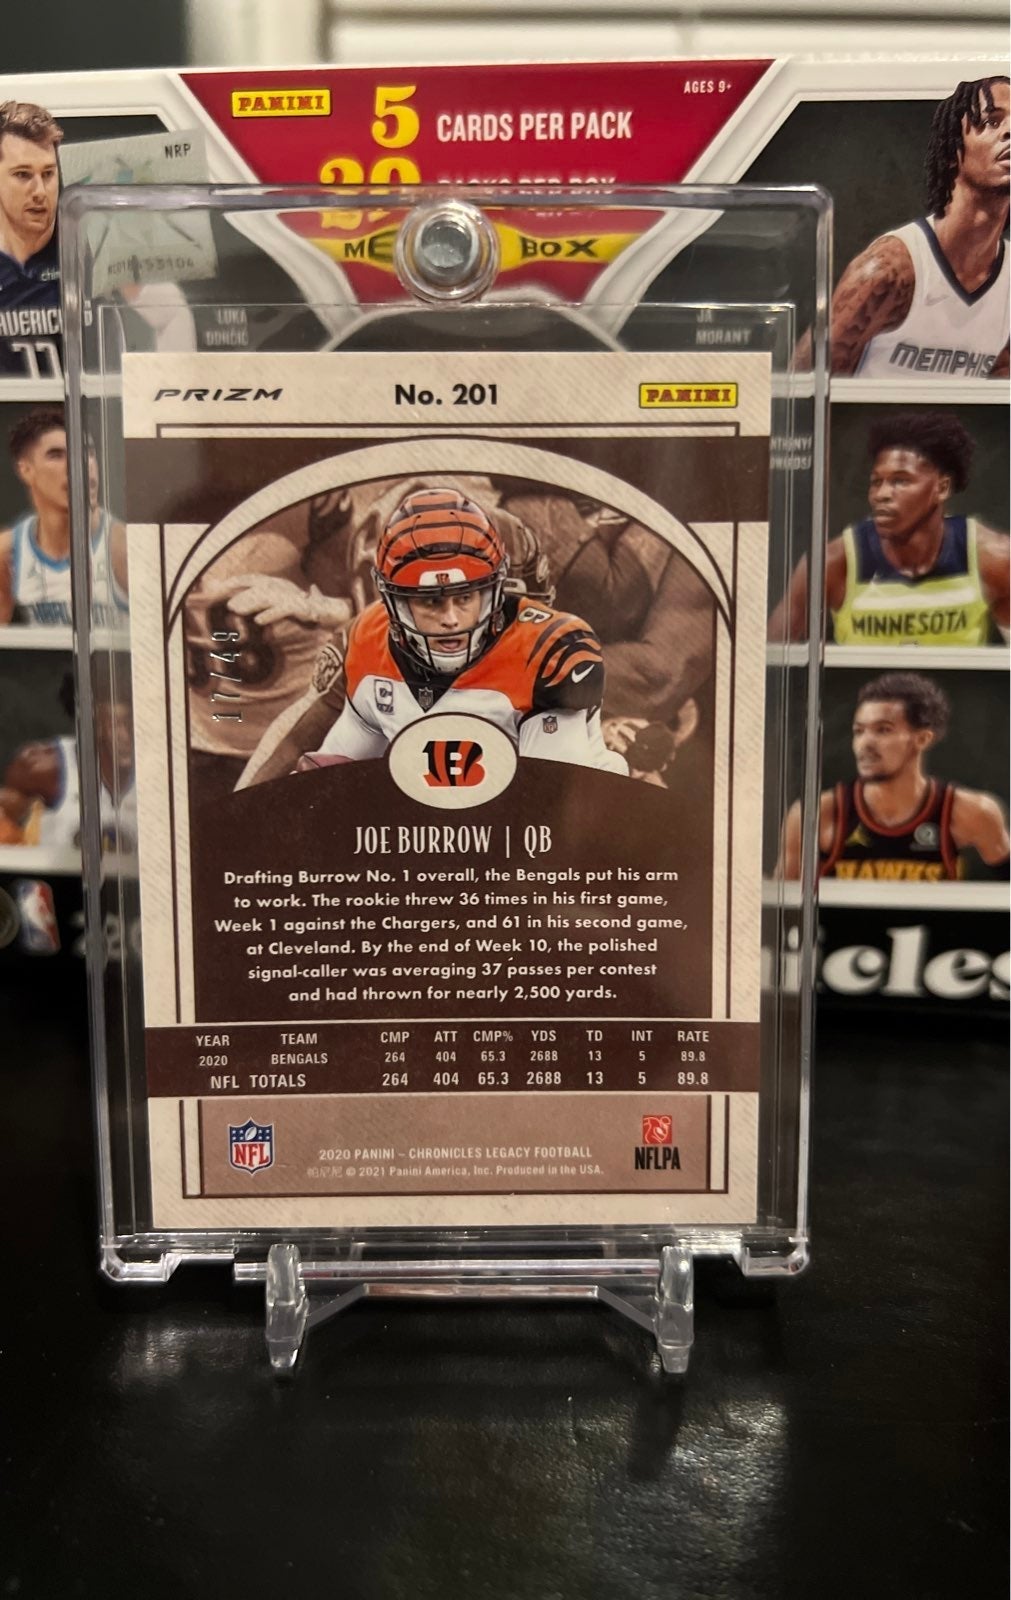 PANINI
5 CARDS PER PACK
AGES 9+
NRP
ME BOX
LUKA
DONČIĆ
JA
MORANT
MEMPHIS
77
PRIZM
No. 201
PANINI
MINNESOTA
17/49
9
C
B
JOE BURROW | QB
Drafting Burrow No. 1 overall, the Bengals put his arm
to work. The rookie threw 36 times in his first game,
Week 1 against the Chargers, and 61 in his second game,
at Cleveland. By the end of Week 10, the polished
signal-caller was averaging 37 passes per contest
and had thrown for nearly 2,500 yards.
HAWKS
icles
YEAR TEAM CMP ATT CMP% YDS TD INT RATE
2020 BENGALS 264 404 65.3 2688 13 5 89.8
NFL TOTALS 264 404 65.3 2688 13 5 89.8
NFL
2020 PANINI – CHRONICLES LEGACY FOOTBALL
© 2021 Panini America, Inc. Produced in the USA.
NFLPA